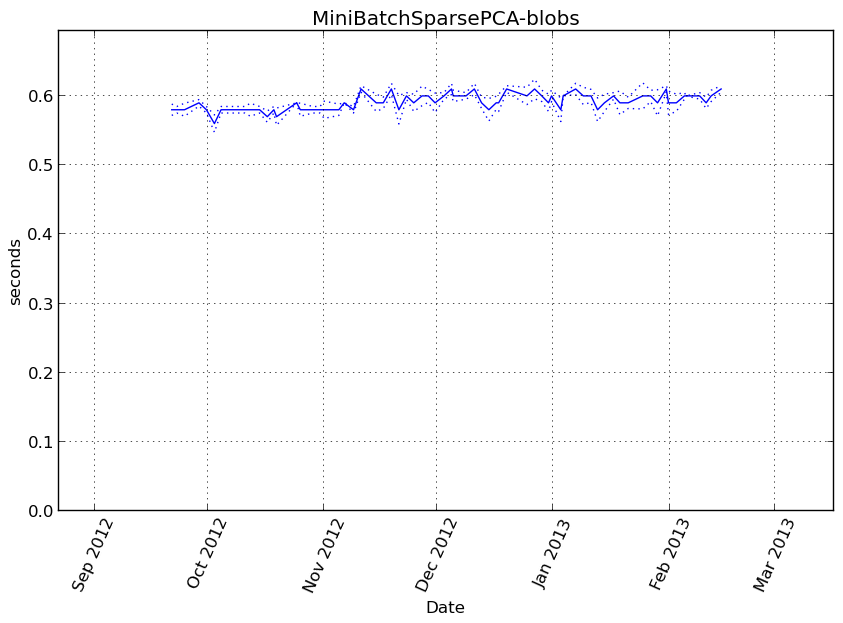 MiniBatchSparsePCA-blobs
0.6
0.5
0.4
0.3
0.2
0.1
0.0
seconds
Sep 2012
Oct 2012
Nov 2012
Dec 2012
Jan 2013
Feb 2013
Mar 2013
Date